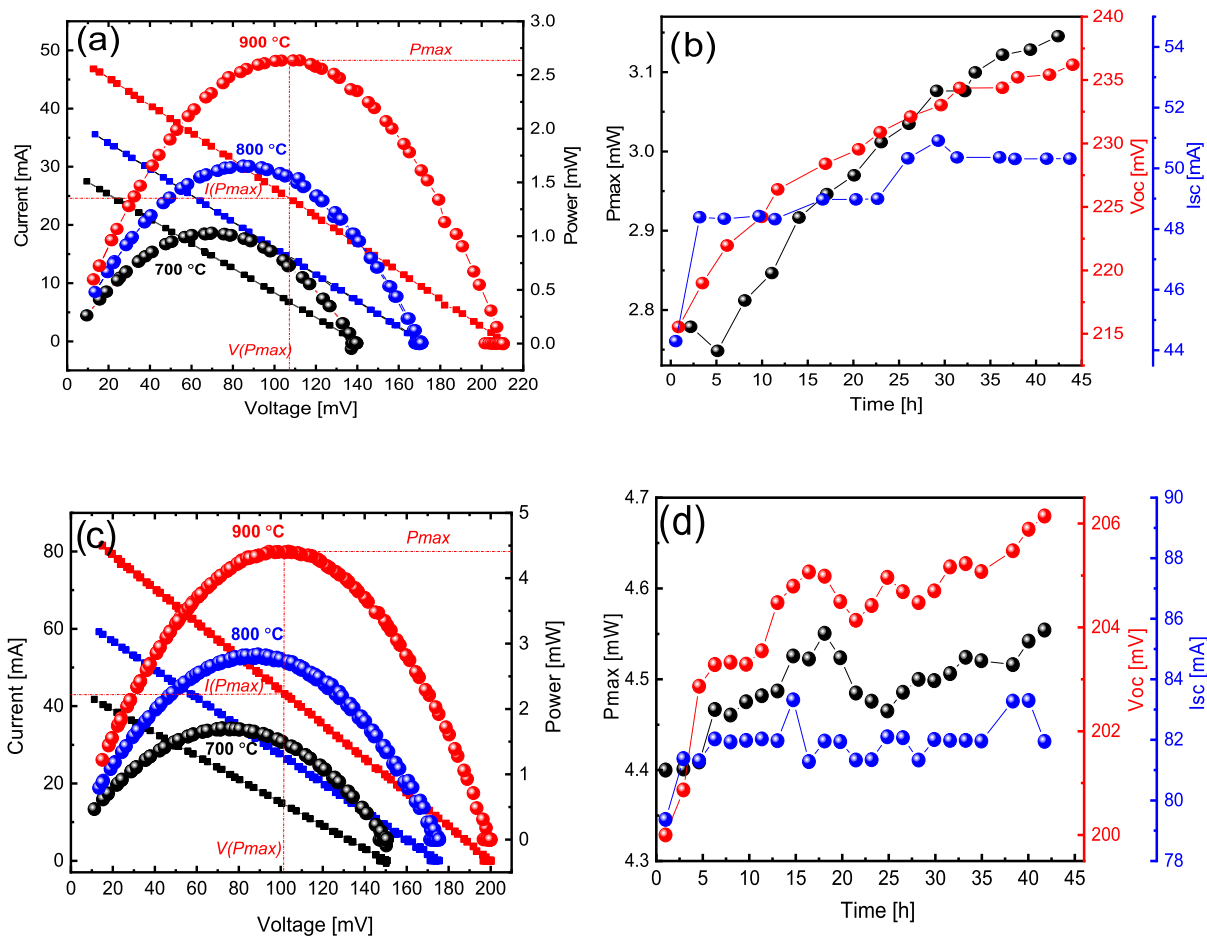 (a)
900 °C
Pmax
800 °C
I(Pmax)
700 °C
V(Pmax)
Current [mA]
50
40
30
20
10
0
Power [mW]
3.0
2.5
2.0
1.5
1.0
0.5
0.0
0 20 40 60 80 100 120 140 160 180 200 220
Voltage [mV]
(b)
Pmax [mW]
3.1
3.0
2.9
2.8
Voc [mV]
240
235
230
225
220
215
Isc [mA]
54
52
50
48
46
44
0 5 10 15 20 25 30 35 40 45
Time [h]
(c)
900 °C
Pmax
800 °C
I(Pmax)
700 °C
V(Pmax)
Current [mA]
80
60
40
20
0
Power [mW]
5
4
3
2
1
0
0 20 40 60 80 100 120 140 160 180 200
Voltage [mV]
(d)
Pmax [mW]
4.7
4.6
4.5
4.4
4.3
Voc [mV]
206
204
202
200
Isc [mA]
90
88
86
84
82
80
78
0 5 10 15 20 25 30 35 40 45
Time [h]